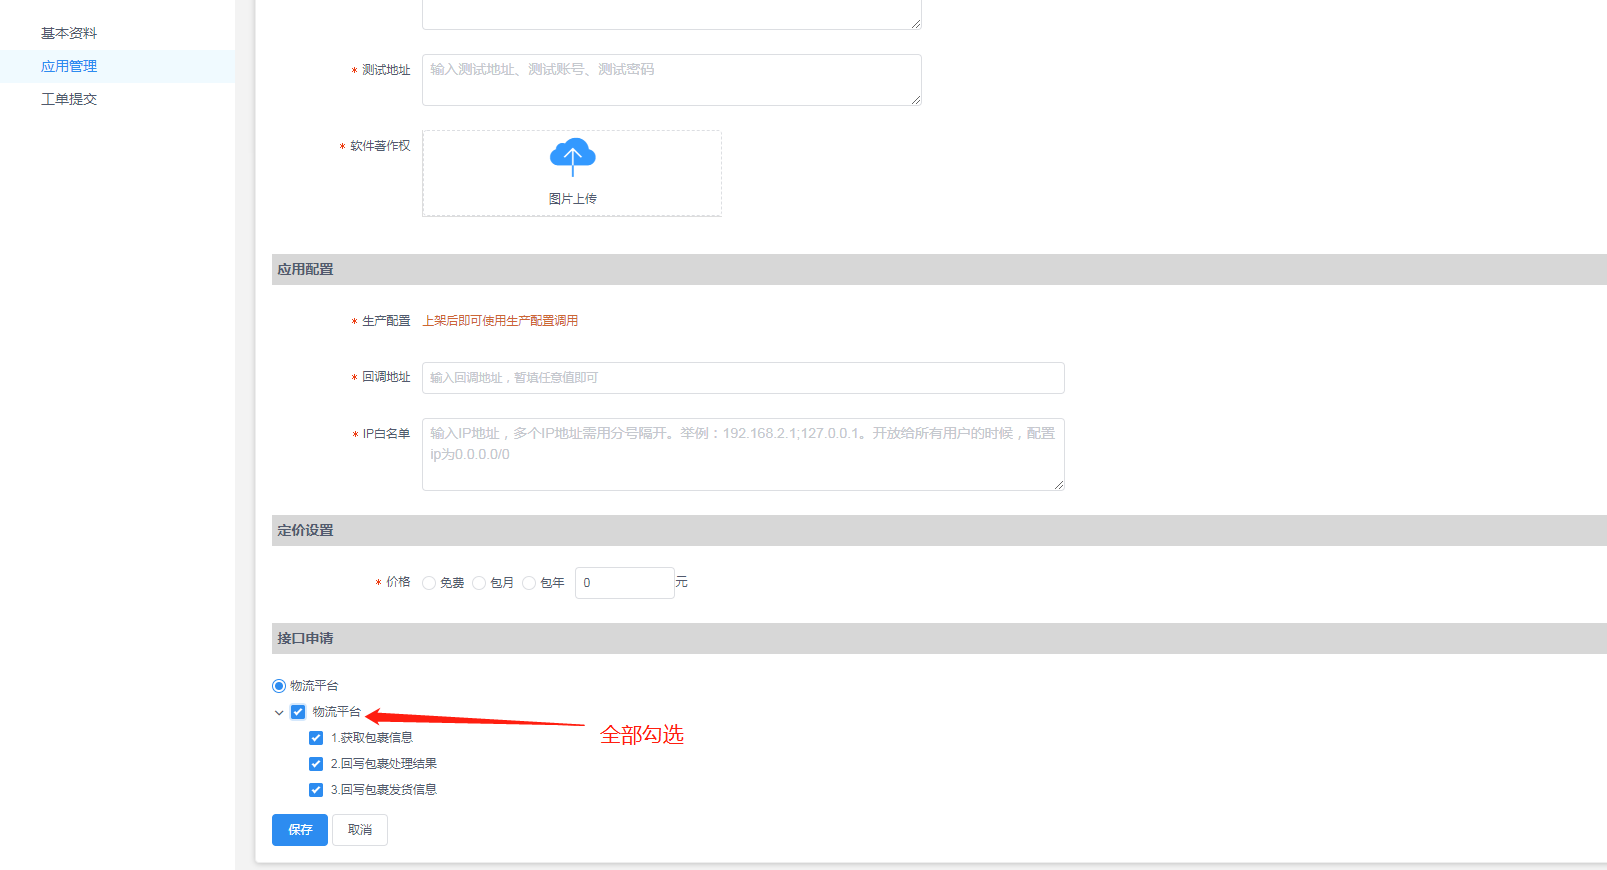 基本资料
应用管理
工单提交
* 测试地址
输入测试地址、测试账号、测试密码
* 软件著作权
图片上传
应用配置
* 生产配置 上架后即可使用生产配置调用
* 回调地址 输入回调地址，暂填任意值即可
* IP白名单
输入IP地址，多个IP地址需用分号隔开。举例：192.168.2.1;127.0.0.1。开放给所有用户的时候，配置
ip为0.0.0.0/0
定价设置
* 价格 免费 包月 包年 0 元
接口申请
物流平台
物流平台
全部勾选
1.获取包裹信息
2.回写包裹处理结果
3.回写包裹发货信息
保存 取消